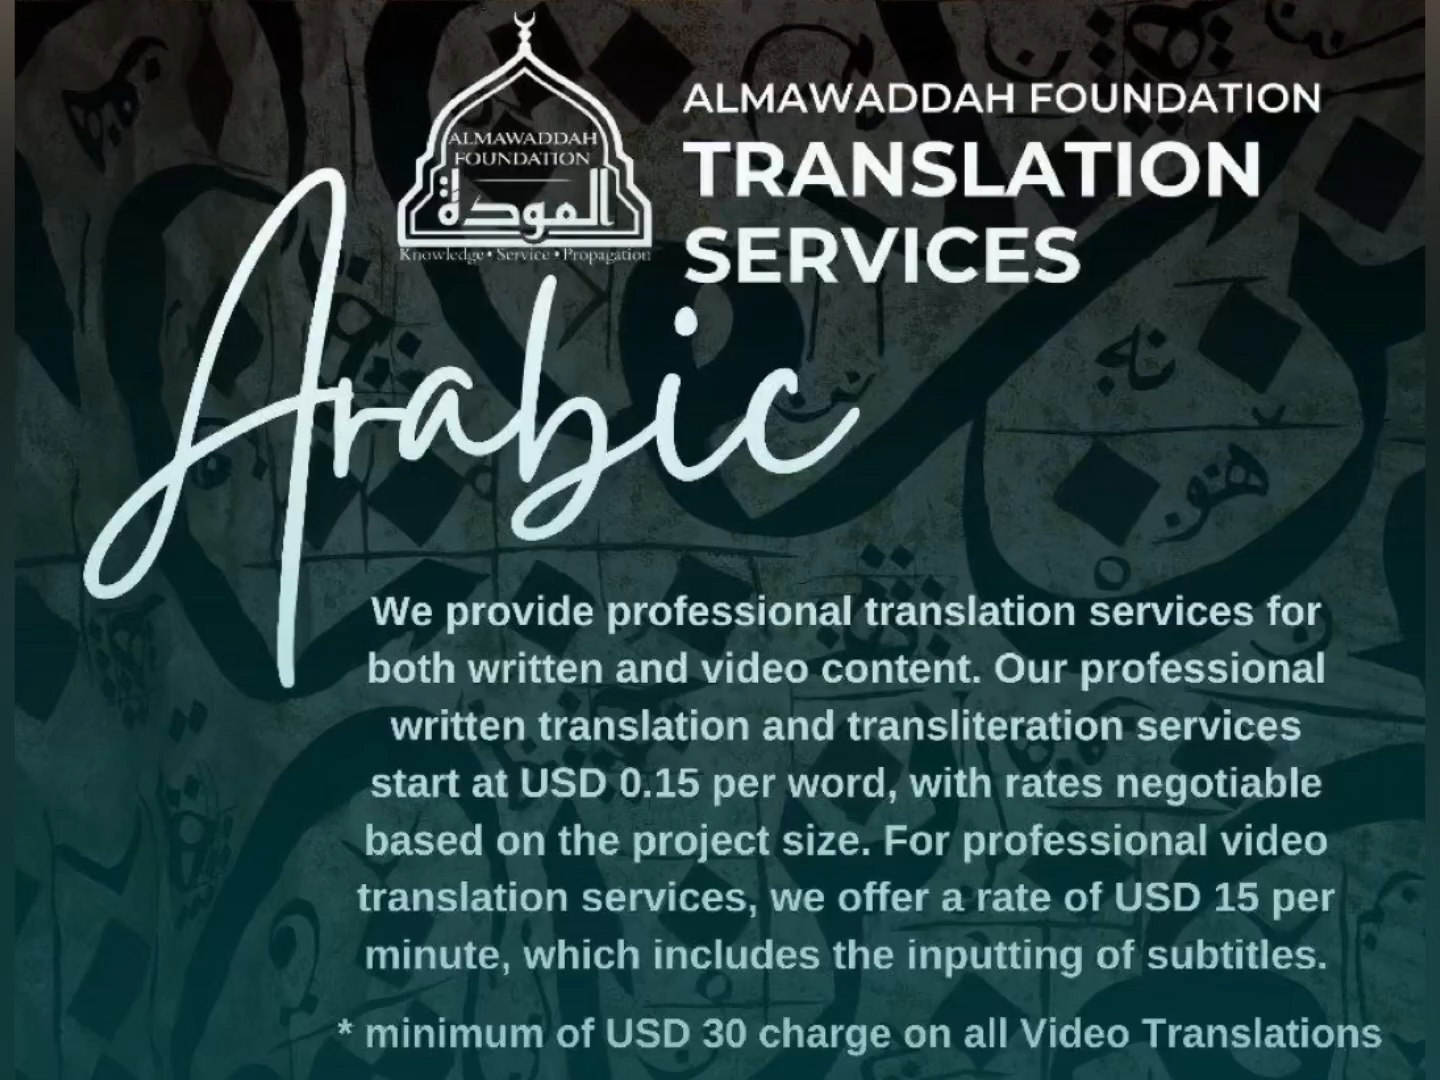 ALMAWADDAH
FOUNDATION
المودة
Knowledge • Service • Propagation
ALMAWADDAH FOUNDATION
TRANSLATION
SERVICES
Arabic
We provide professional translation services for
both written and video content. Our professional
written translation and transliteration services
start at USD 0.15 per word, with rates negotiable
based on the project size. For professional video
translation services, we offer a rate of USD 15 per
minute, which includes the inputting of subtitles.
* minimum of USD 30 charge on all Video Translations